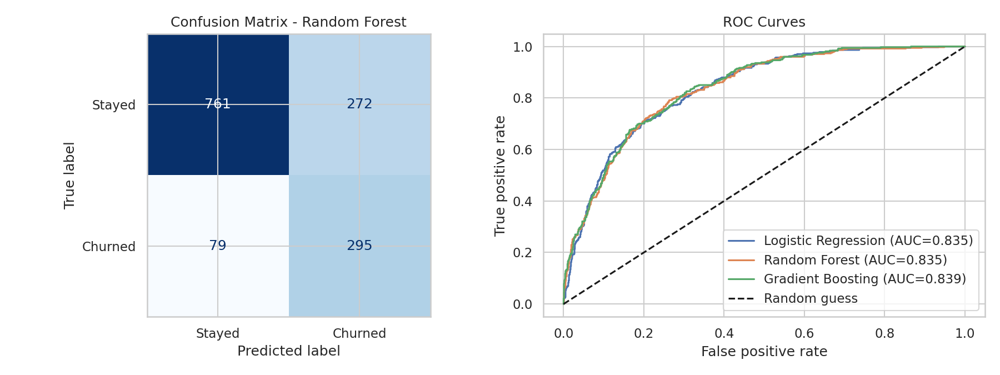 Confusion Matrix - Random Forest
Stayed
Churned
True label
761
272
79
295
Stayed
Churned
Predicted label
ROC Curves
True positive rate
1.0
0.8
0.6
0.4
0.2
0.0
Logistic Regression (AUC=0.835)
Random Forest (AUC=0.835)
Gradient Boosting (AUC=0.839)
Random guess
0.0
0.2
0.4
0.6
0.8
1.0
False positive rate